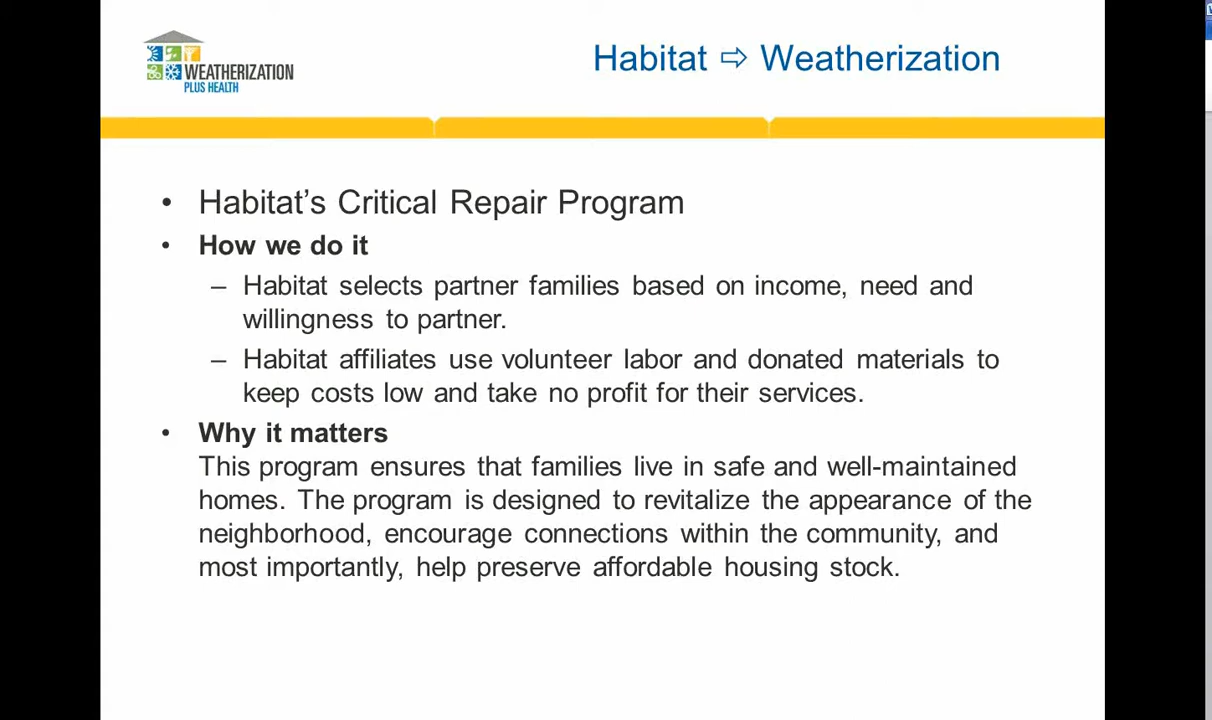 WEATHERIZATION
PLUS HEALTH
Habitat ⇨ Weatherization
• Habitat’s Critical Repair Program
• How we do it
– Habitat selects partner families based on income, need and
willingness to partner.
– Habitat affiliates use volunteer labor and donated materials to
keep costs low and take no profit for their services.
• Why it matters
This program ensures that families live in safe and well-maintained
homes. The program is designed to revitalize the appearance of the
neighborhood, encourage connections within the community, and
most importantly, help preserve affordable housing stock.